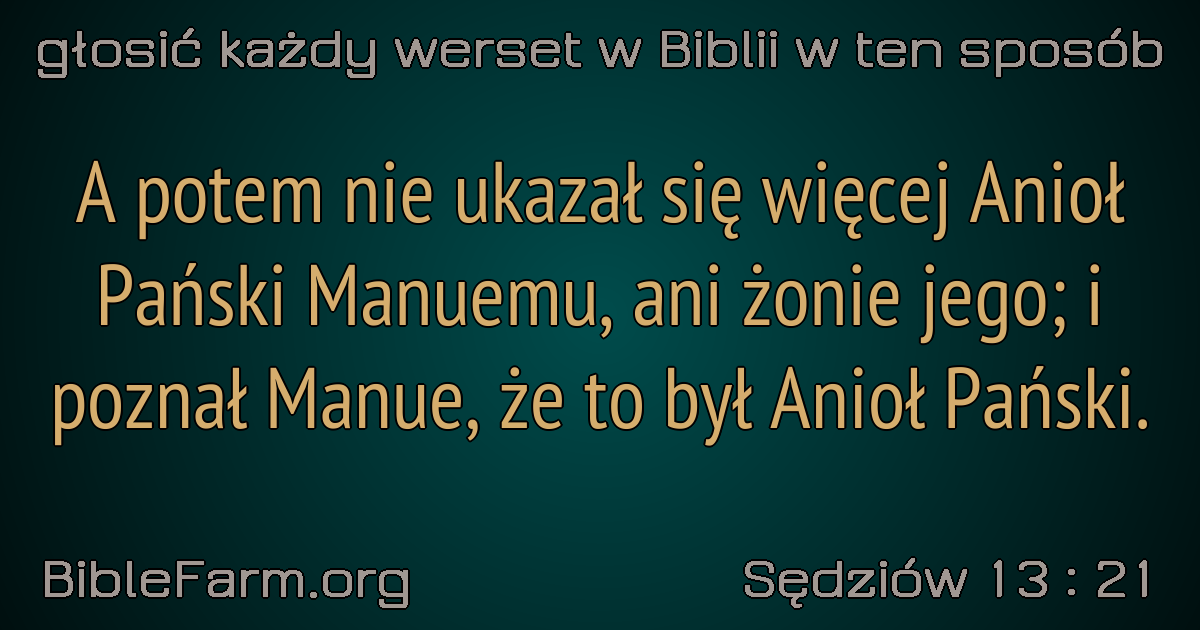 głosić każdy werset w Biblii w ten sposób
A potem nie ukazał się więcej Anioł
Pański Manuemu, ani żonie jego; i
poznał Manue, że to był Anioł Pański.
BibleFarm.org
Sędziów 13 : 21